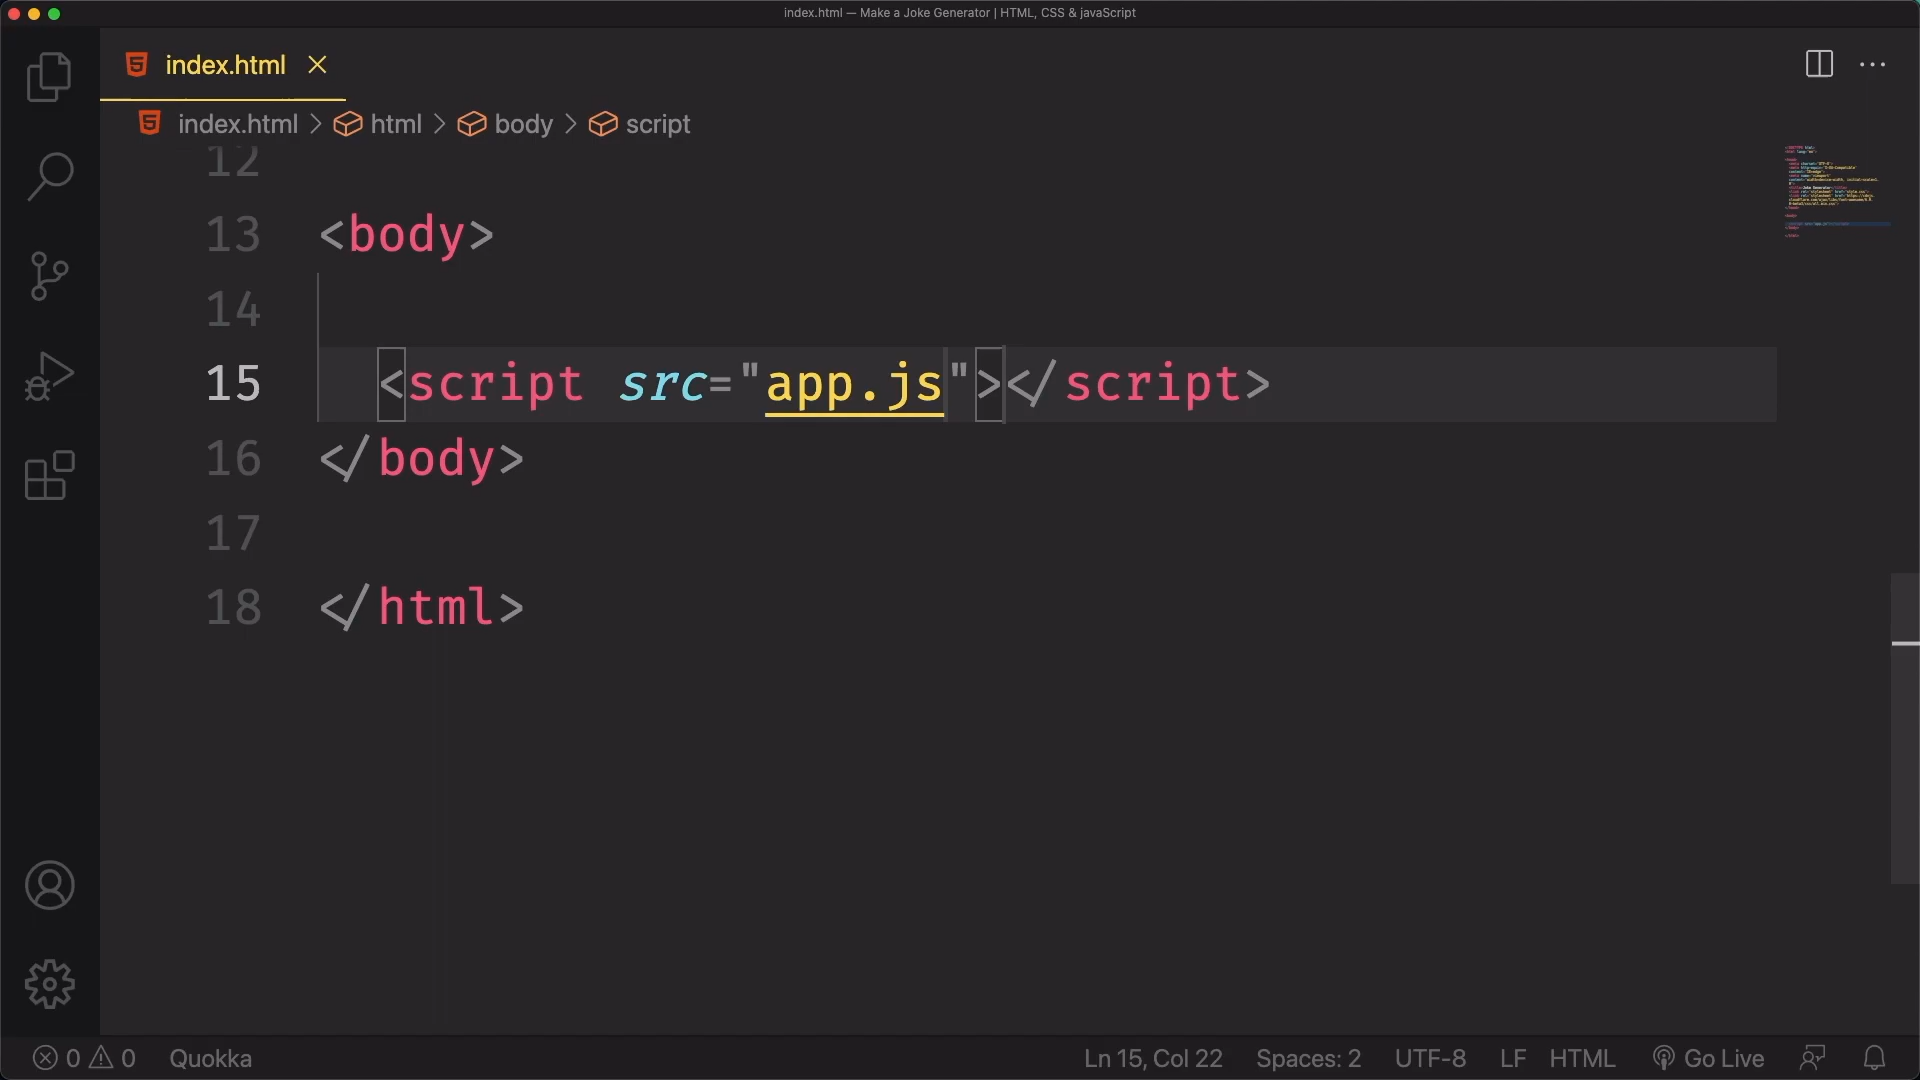 index.html — Make a Joke Generator | HTML, CSS & javaScript
index.html
index.html > html > body > script
12
13 <body>
14
15 <script src="app.js"></script>
16 </body>
17
18 </html>
0 0 Quokka Ln 15, Col 22 Spaces: 2 UTF-8 LF HTML Go Live